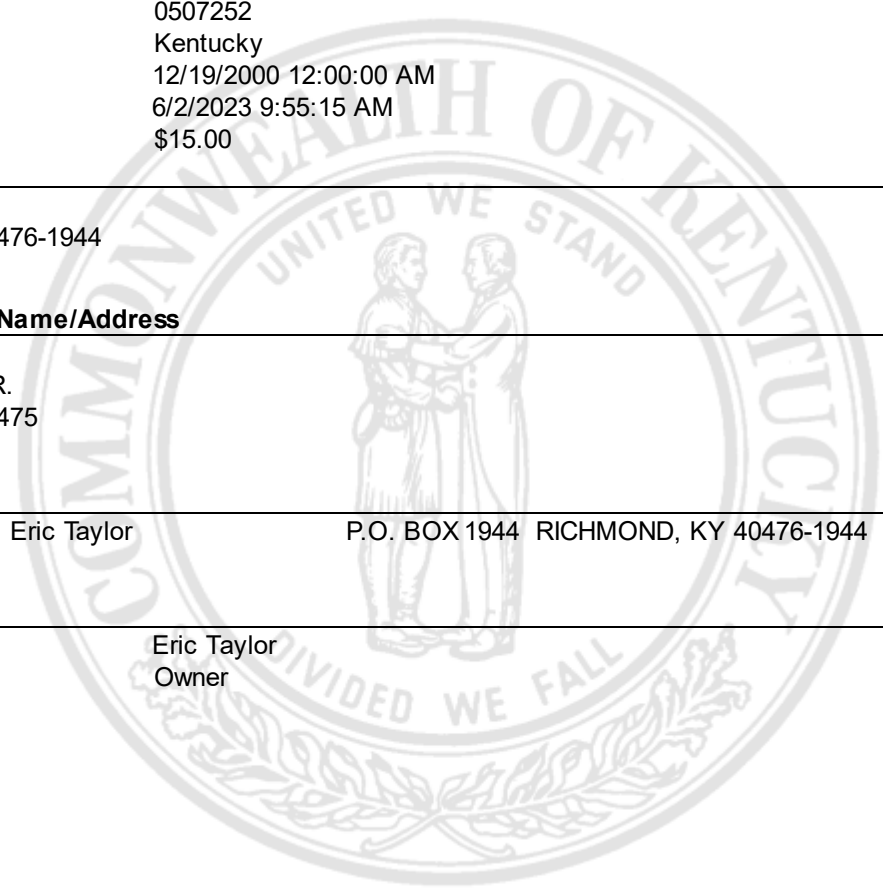 0507252
Kentucky
12/19/2000 12:00:00 AM
6/2/2023 9:55:15 AM
$15.00
476-1944
Name/Address
R.
475
Eric Taylor P.O. BOX 1944 RICHMOND, KY 40476-1944
Eric Taylor
Owner
COMMONWEALTH OF KENTUCKY
UNITED WE STAND
DIVIDED WE FALL